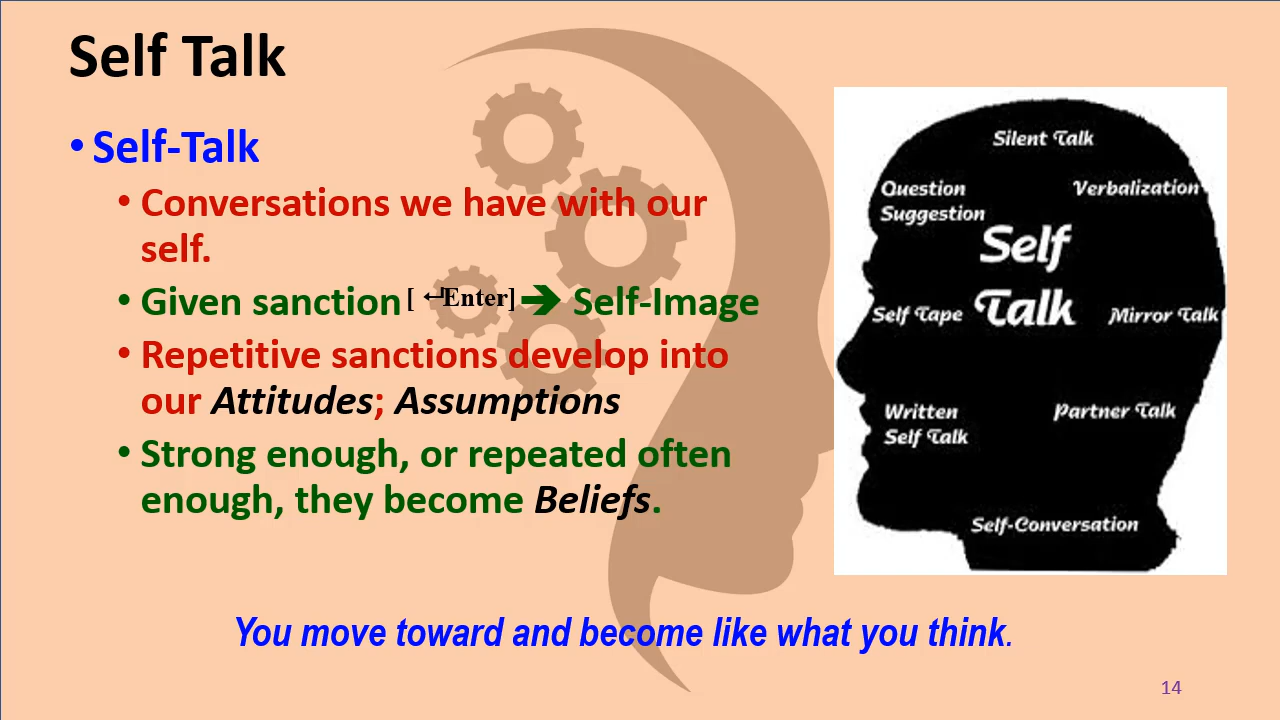 Self Talk
• Self-Talk
• Conversations we have with our
self.
• Given sanction [ ↵Enter] ➔ Self-Image
• Repetitive sanctions develop into
our Attitudes; Assumptions
• Strong enough, or repeated often
enough, they become Beliefs.
Silent Talk
Question
Suggestion
Verbalization
Self
Talk
Self Tape
Mirror Talk
Written
Self Talk
Partner Talk
Self-Conversation
You move toward and become like what you think.
14